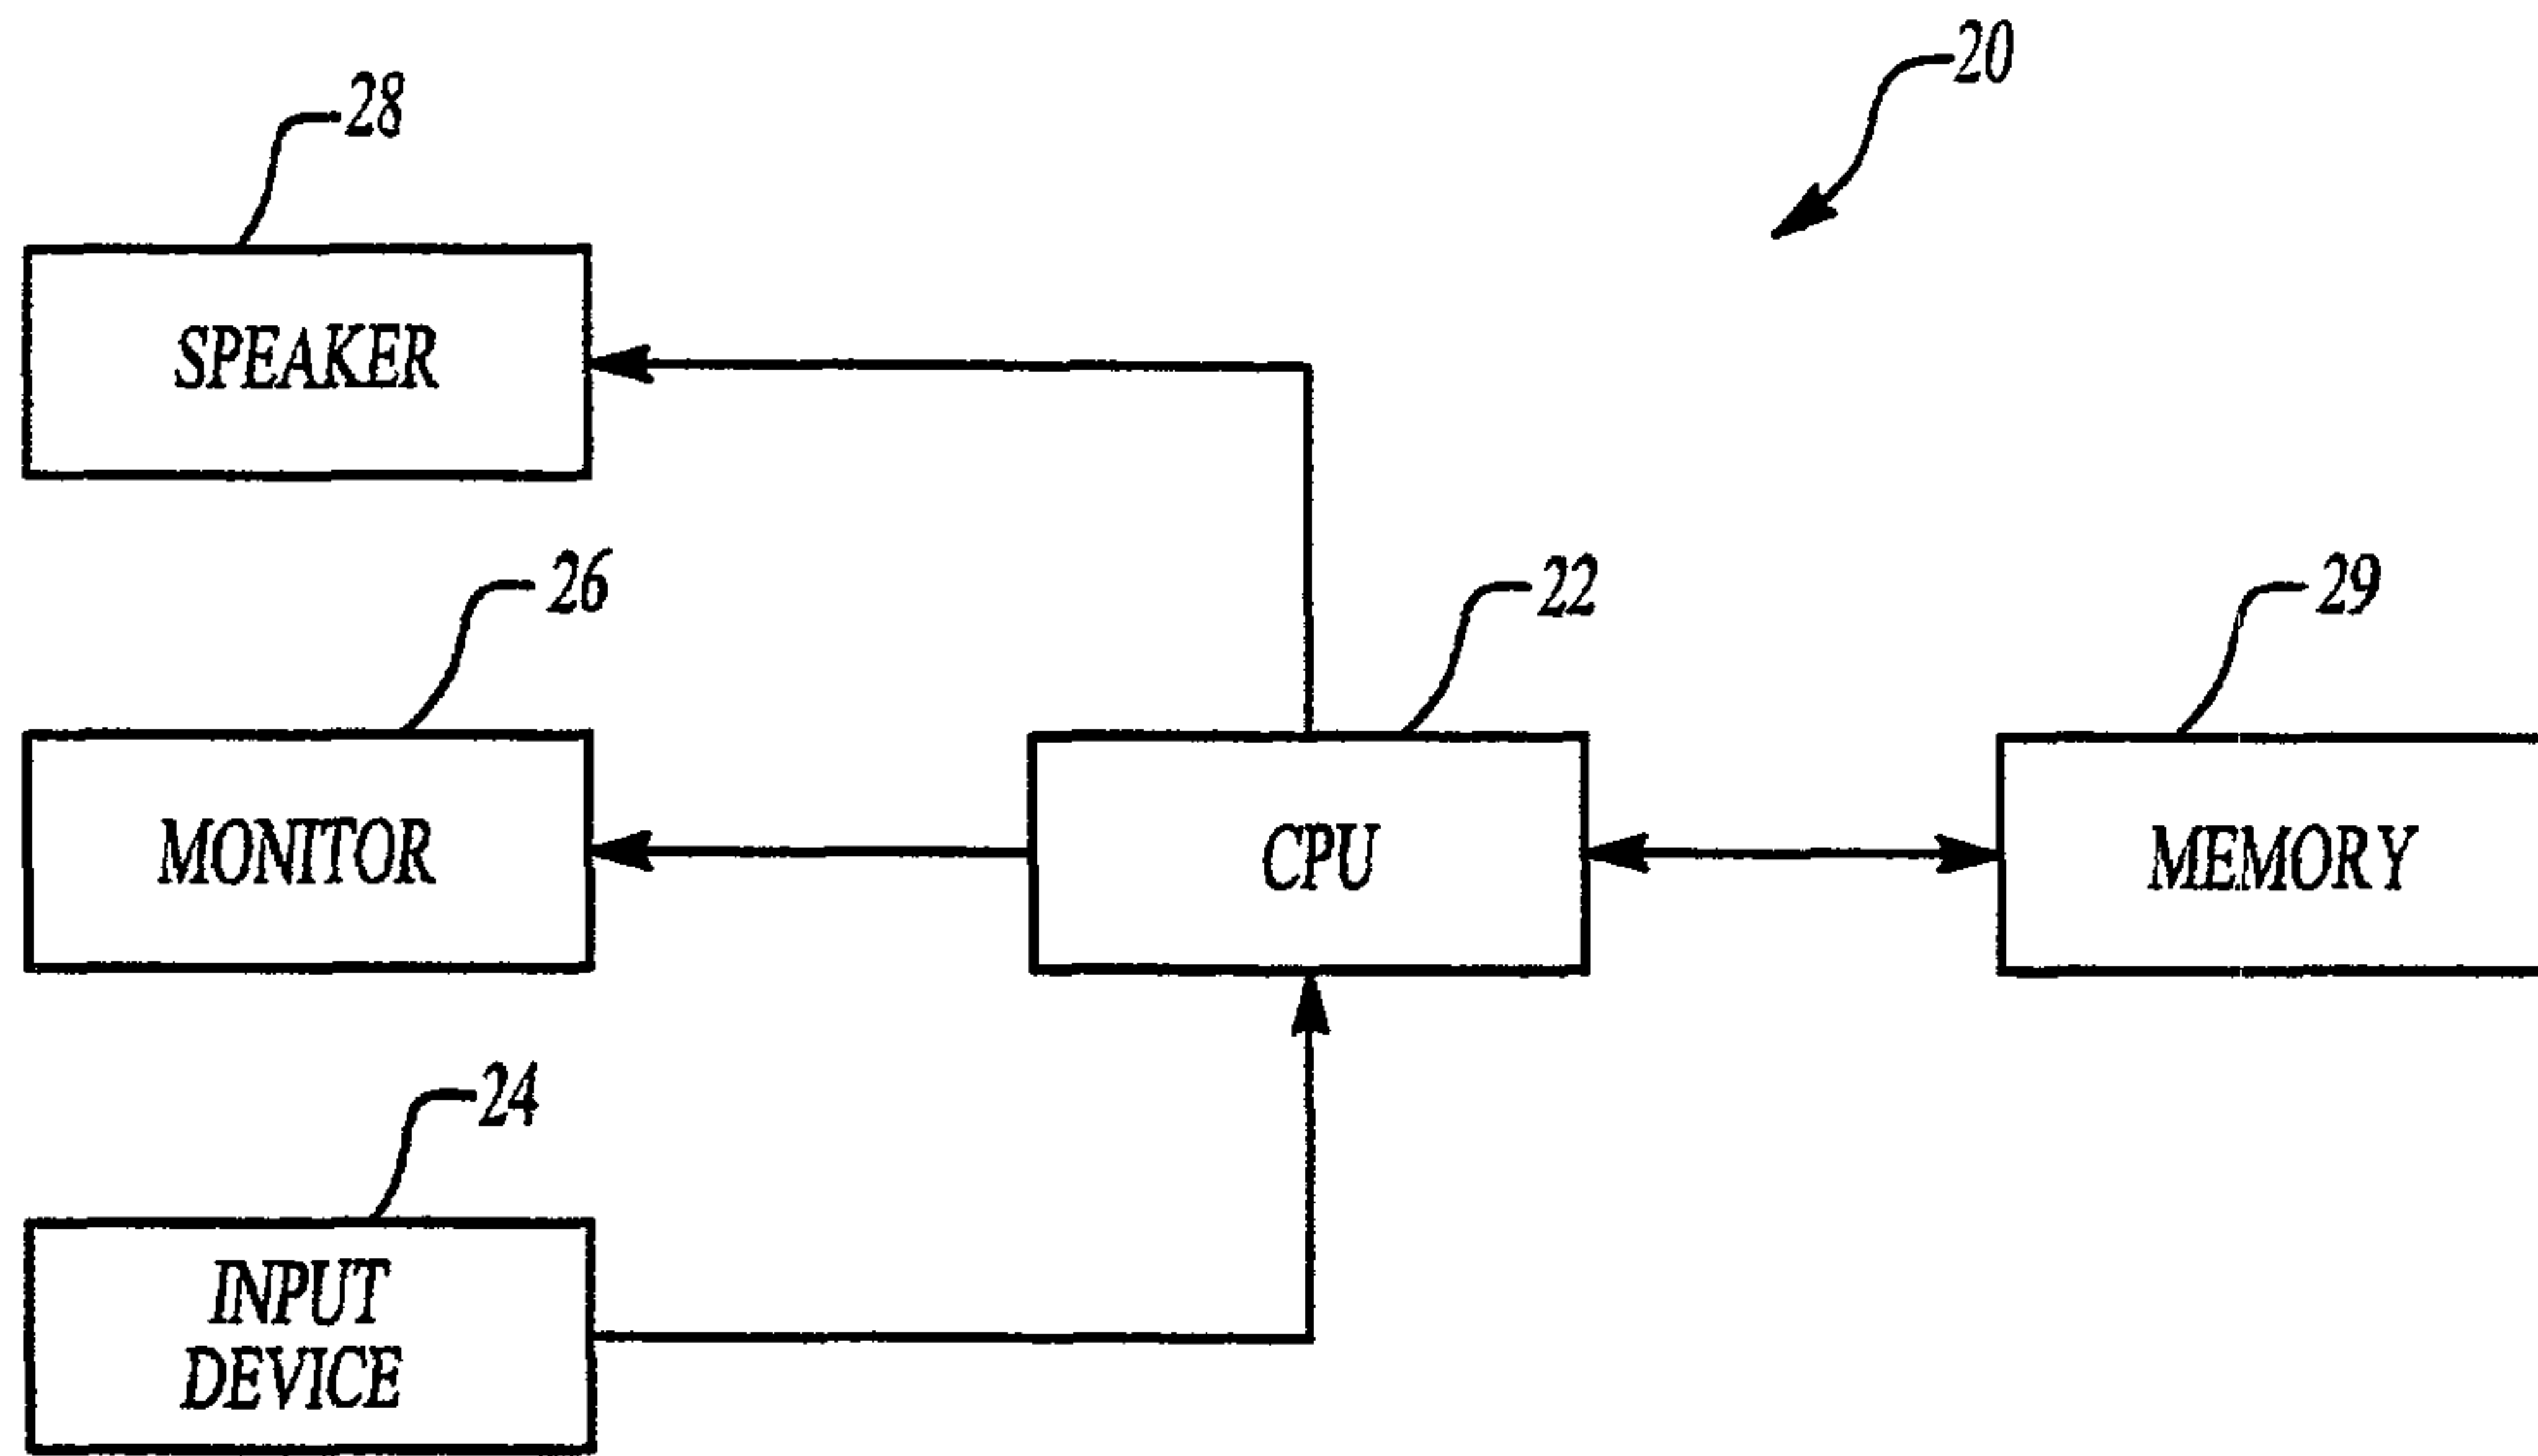 20
28
SPEAKER
26
22
29
MONITOR
CPU
MEMORY
24
INPUT
DEVICE